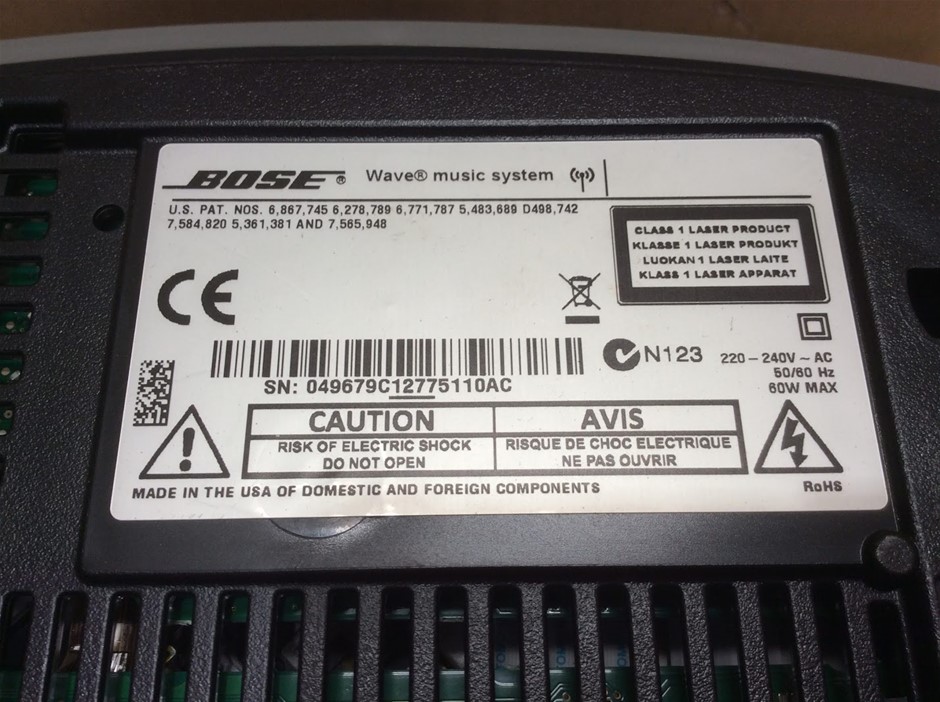 BOSE® Wave® music system
U.S. PAT. NOS. 6,867,745 6,278,789 6,771,787 5,483,689 D498,742
7,584,820 5,361,381 AND 7,565,948
CLASS 1 LASER PRODUCT
KLASSE 1 LASER PRODUKT
LUOKAN 1 LASER LAITE
KLASS 1 LASER APPARAT
CE
N123
220-240V ~ AC
50/60 Hz
60W MAX
SN: 049679C12775110AC
CAUTION
RISK OF ELECTRIC SHOCK
DO NOT OPEN
AVIS
RISQUE DE CHOC ELECTRIQUE
NE PAS OUVRIR
MADE IN THE USA OF DOMESTIC AND FOREIGN COMPONENTS
RoHS